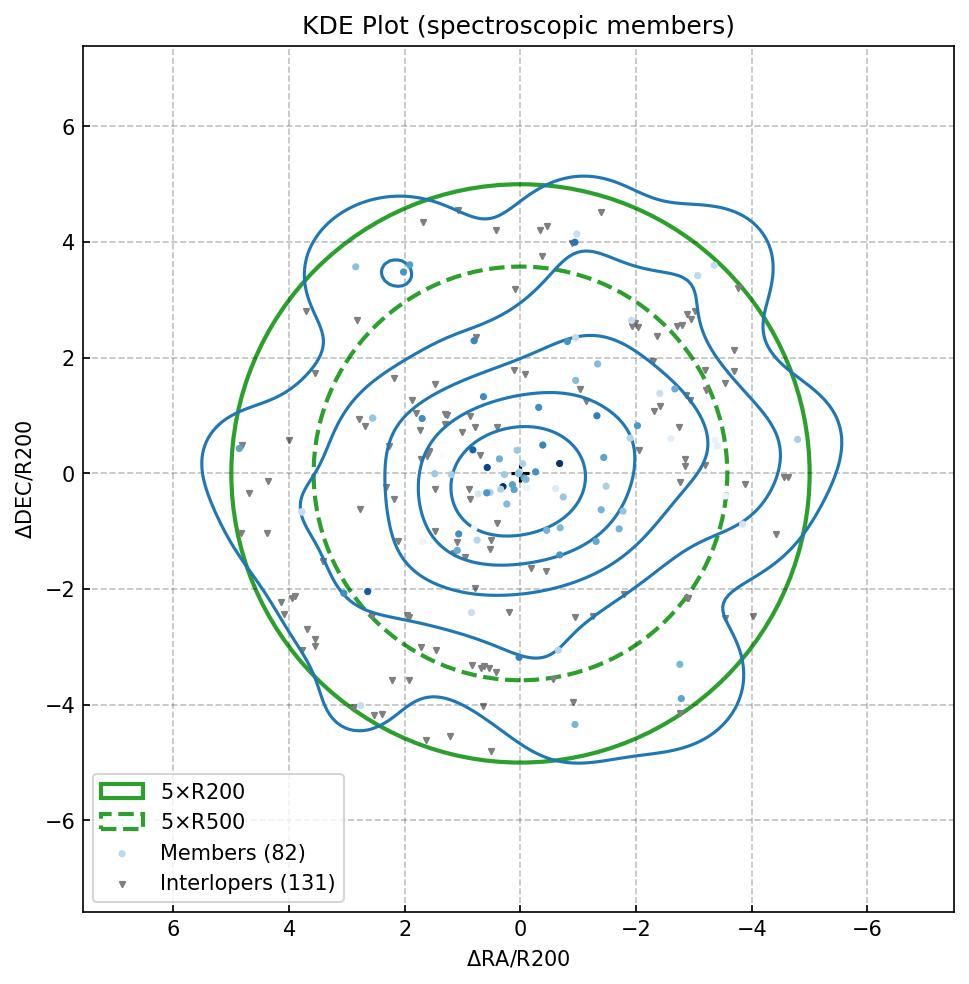 KDE Plot (spectroscopic members)
ΔDEC/R200
6
4
2
0
−2
−4
−6
5×R200
5×R500
Members (82)
Interlopers (131)
6 4 2 0 −2 −4 −6
ΔRA/R200